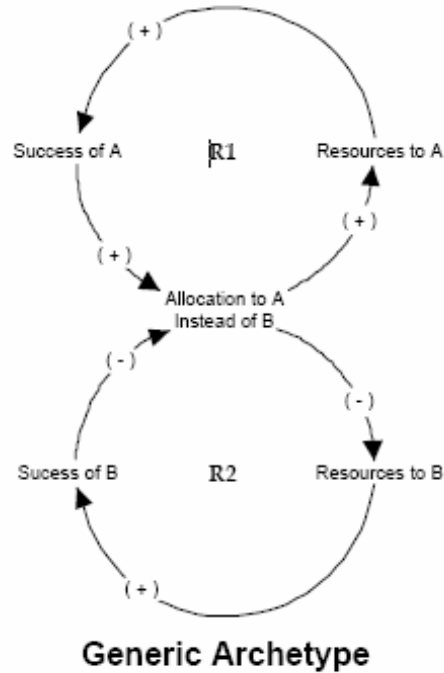 (+)
Success of A
R1
Resources to A
(+)
(+)
Allocation to A
Instead of B
(-)
(-)
Sucess of B
R2
Resources to B
(+)
Generic Archetype